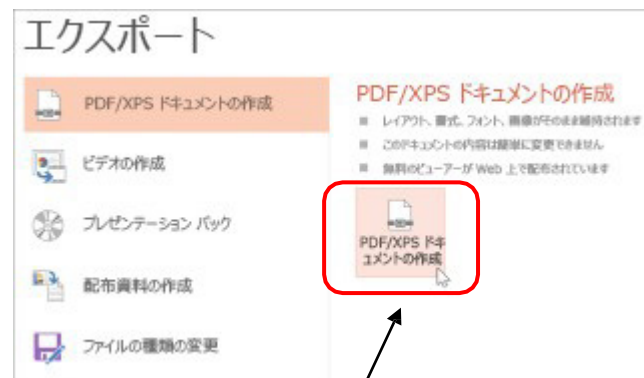 エクスポート
PDF/XPS ドキュメントの作成
ビデオの作成
プレゼンテーション パック
配布資料の作成
ファイルの種類の変更
PDF/XPS ドキュメントの作成
レイアウト、書式、フォント、画像がそのまま維持されます
このドキュメントの内容は簡単に変更できません
無料のビューアーが Web 上で配布されています
PDF/XPS ドキ
ュメントの作成